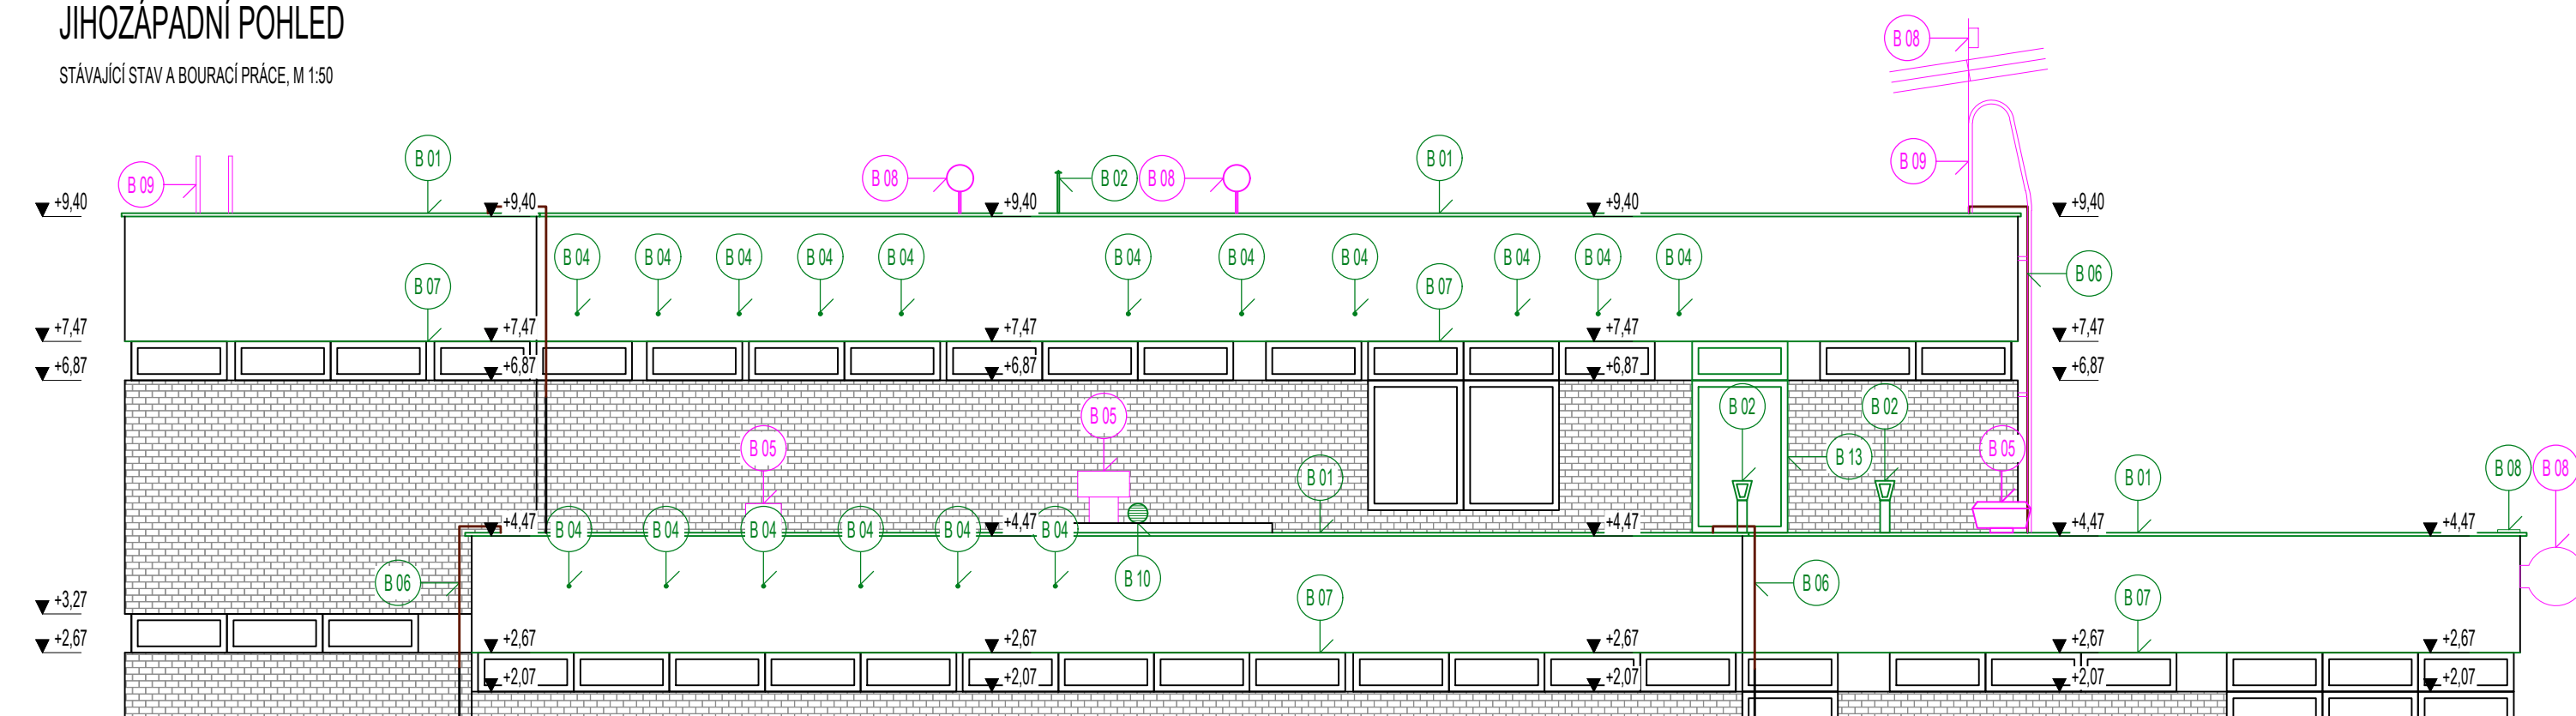 JIHOZÁPADNÍ POHLED
STÁVAJÍCÍ STAV A BOURACÍ PRÁCE, M 1:50
B 08
B 01 B 01
B 09 B 08 B 02 B 08 B 09
+9,40 +9,40 +9,40 +9,40 +9,40
B 04 B 04 B 04 B 04 B 04 B 04 B 04 B 04 B 04 B 04 B 04
B 07 B 07 B 06
+7,47 +7,47 +7,47 +7,47 +7,47
+6,87 +6,87 +6,87 +6,87 +6,87
B 05 B 02 B 02
B 05 B 13 B 05
B 01 B 01 B 08 B 08
+4,47 +4,47 +4,47 +4,47 +4,47
B 04 B 04 B 04 B 04 B 04 B 04
B 06 B 10 B 06
+3,27 B 07 B 07
+2,67 +2,67 +2,67 +2,67 +2,67 +2,67
+2,07 +2,07 +2,07 +2,07 +2,07